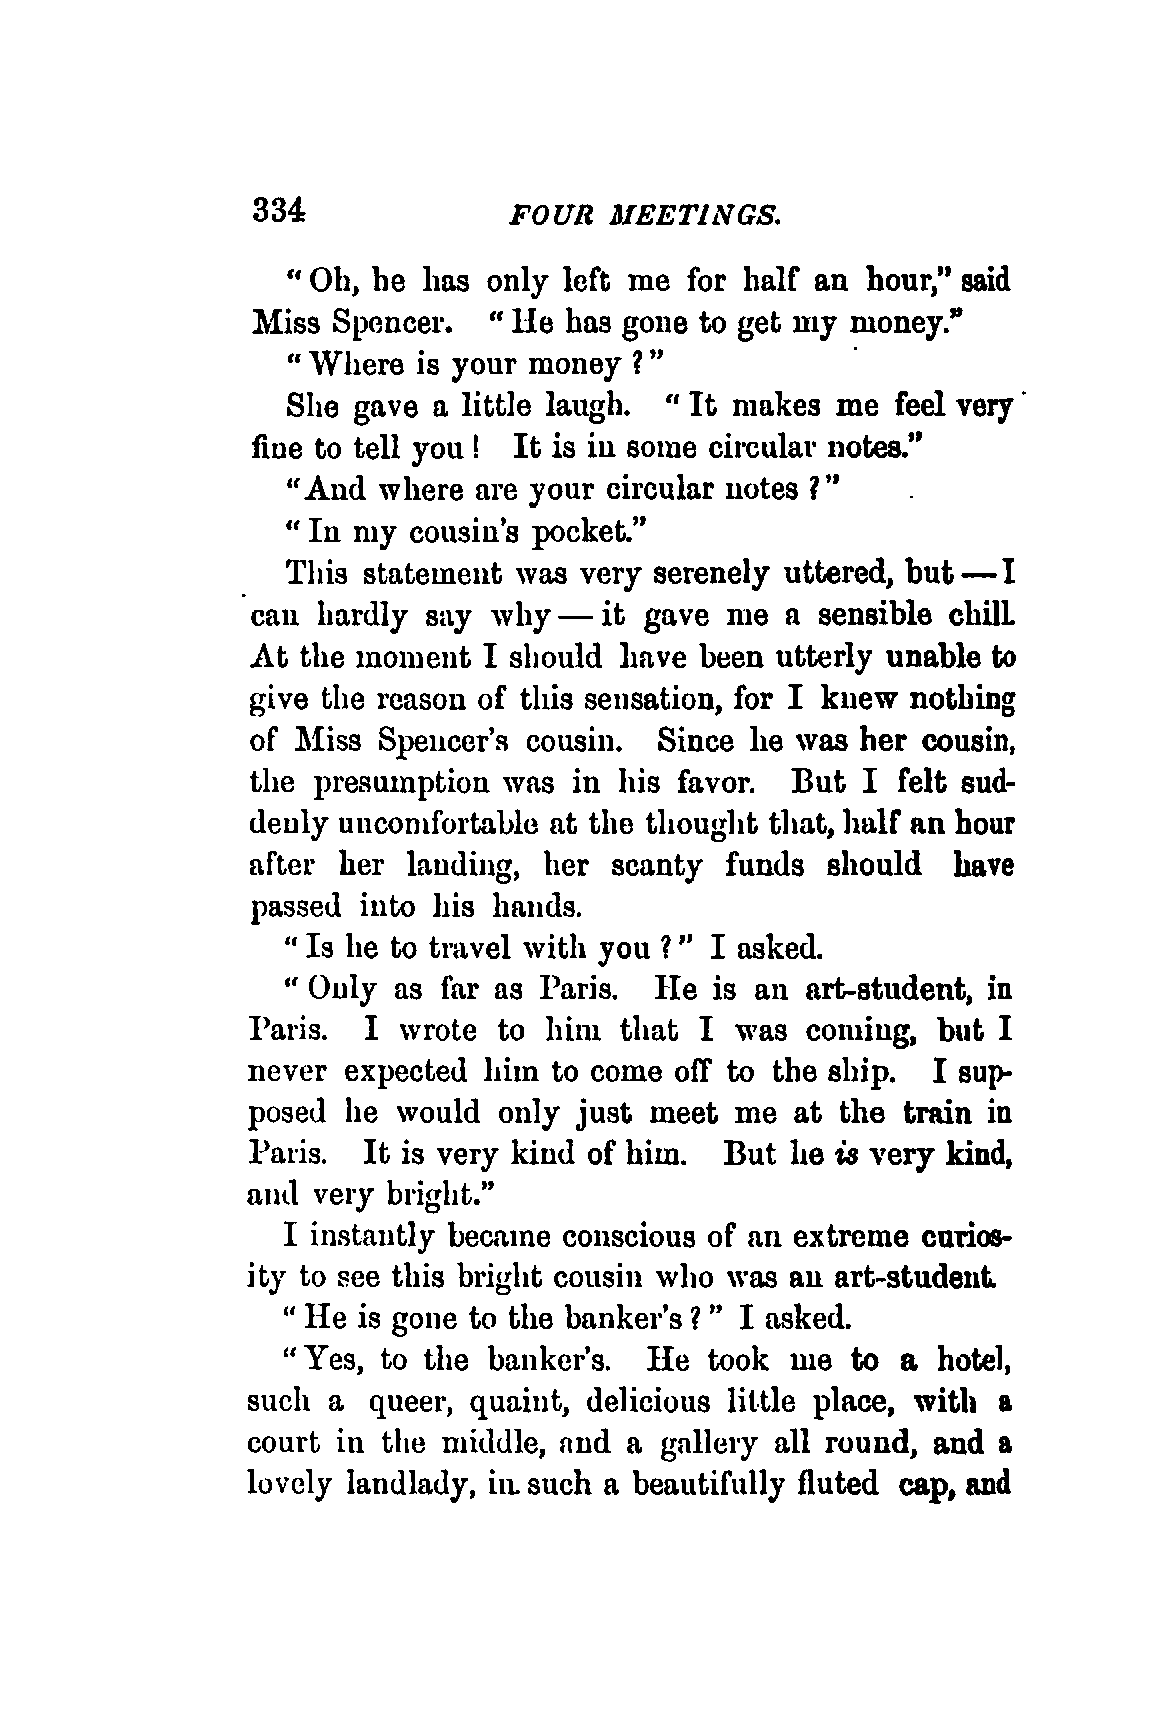 334 FOUR MEETINGS.
"Oh, he has only left me for half an hour," said
Miss Spencer. "He has gone to get my money."
"Where is your money?"
She gave a little laugh. "It makes me feel very
fine to tell you! It is in some circular notes."
"And where are your circular notes?"
"In my cousin's pocket."
This statement was very serenely uttered, but — I
can hardly say why — it gave me a sensible chill.
At the moment I should have been utterly unable to
give the reason of this sensation, for I knew nothing
of Miss Spencer's cousin. Since he was her cousin,
the presumption was in his favor. But I felt sud-
denly uncomfortable at the thought that, half an hour
after her landing, her scanty funds should have
passed into his hands.
"Is he to travel with you?" I asked.
"Only as far as Paris. He is an art-student, in
Paris. I wrote to him that I was coming, but I
never expected him to come off to the ship. I sup-
posed he would only just meet me at the train in
Paris. It is very kind of him. But he is very kind,
and very bright."
I instantly became conscious of an extreme curios-
ity to see this bright cousin who was an art-student.
"He is gone to the banker's?" I asked.
"Yes, to the banker's. He took me to a hotel,
such a queer, quaint, delicious little place, with a
court in the middle, and a gallery all round, and a
lovely landlady, in such a beautifully fluted cap, and